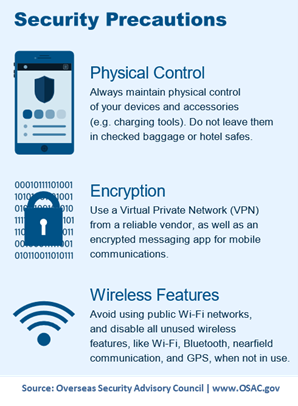 Security Precautions
Physical Control
Always maintain physical control
of your devices and accessories
(e.g. charging tools). Do not leave them
in checked baggage or hotel safes.
Encryption
Use a Virtual Private Network (VPN)
from a reliable vendor, as well as an
encrypted messaging app for mobile
communications.
Wireless Features
Avoid using public Wi-Fi networks,
and disable all unused wireless
features, like Wi-Fi, Bluetooth, nearfield
communication, and GPS, when not in use.
Source: Overseas Security Advisory Council | www.OSAC.gov